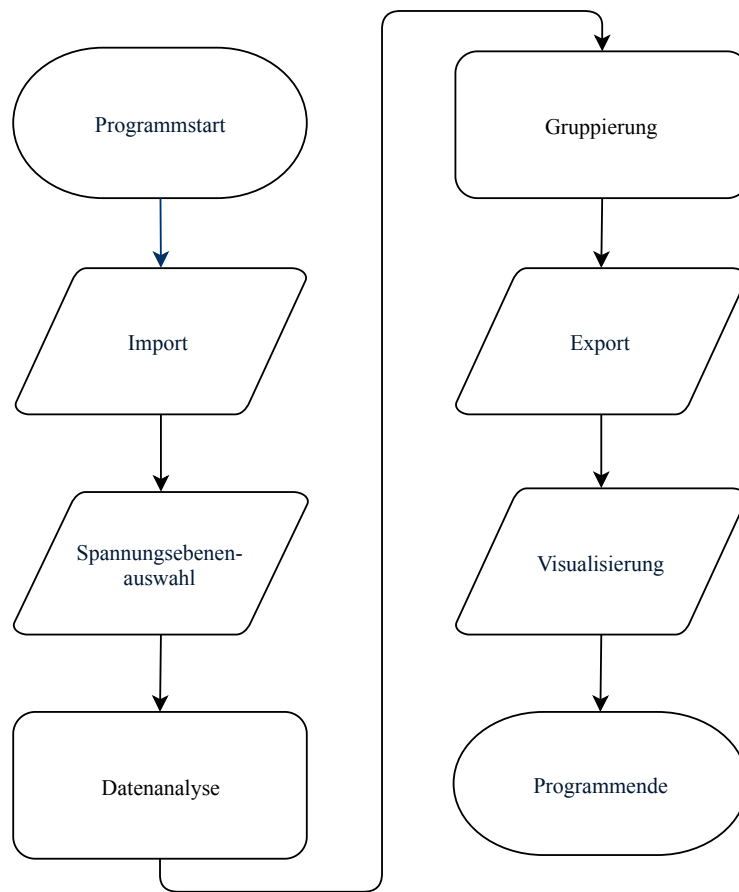 Programmstart
Import
Spannungsebenen-
auswahl
Datenanalyse
Gruppierung
Export
Visualisierung
Programmende